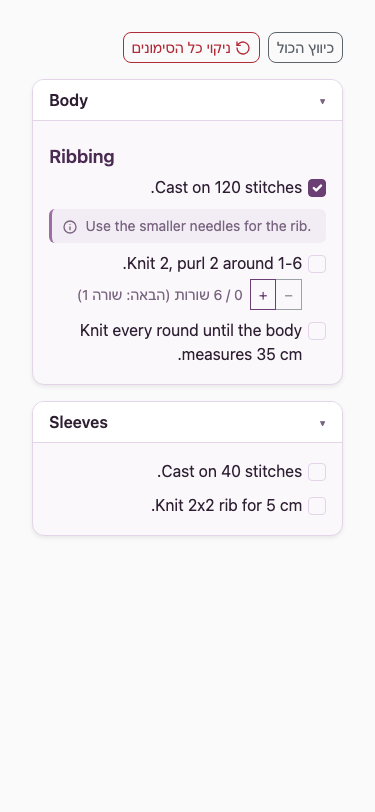 כיווץ הכול
ניקוי כל הסימונים
Body
Ribbing
Cast on 120 stitches.
Use the smaller needles for the rib.
Knit 2, purl 2 around 1-6.
− + 0 / 6 שורות (הבאה: שורה 1)
Knit every round until the body
measures 35 cm.
Sleeves
Cast on 40 stitches.
Knit 2x2 rib for 5 cm.